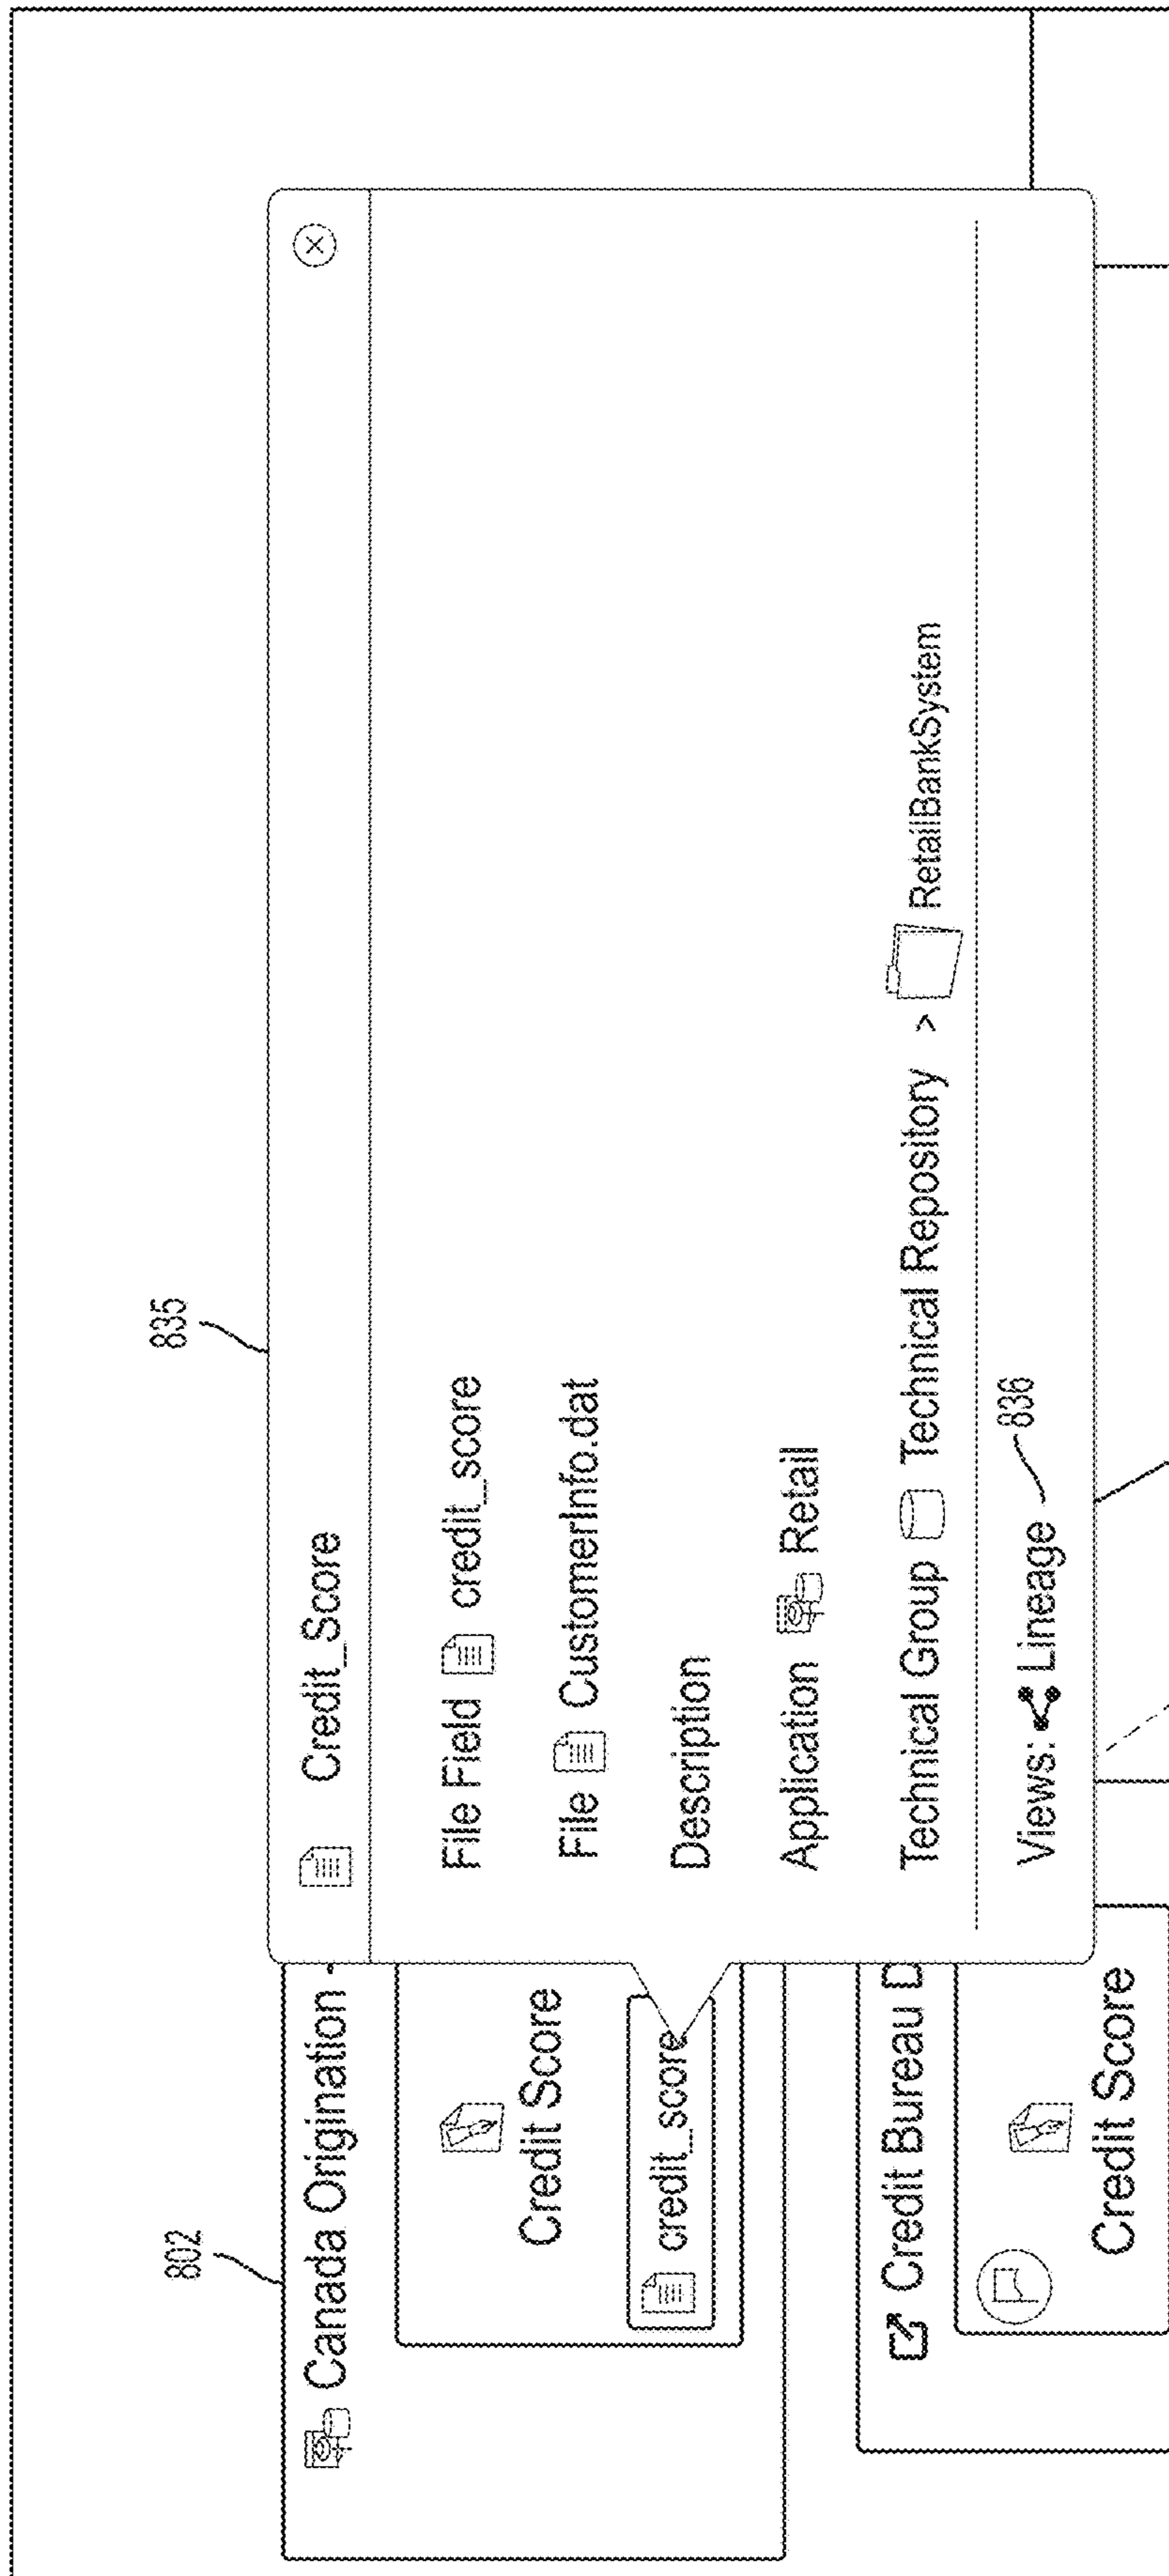 802
835
Canada Origination -
Credit Score
credit_score
Credit_Score
File Field credit_score
File CustomerInfo.dat
Description
Application Retail
Technical Group Technical Repository > RetailBankSystem
Views: Lineage 836
Credit Bureau D
Credit Score